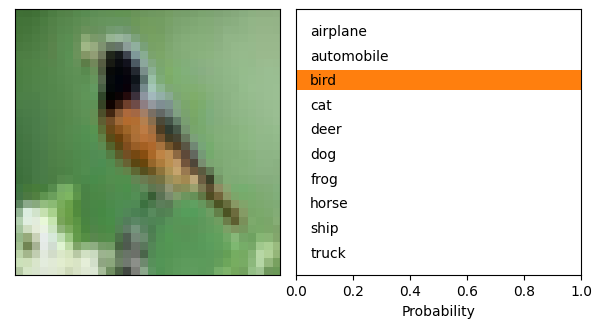 airplane
automobile
bird
cat
deer
dog
frog
horse
ship
truck
0.0 0.2 0.4 0.6 0.8 1.0
Probability